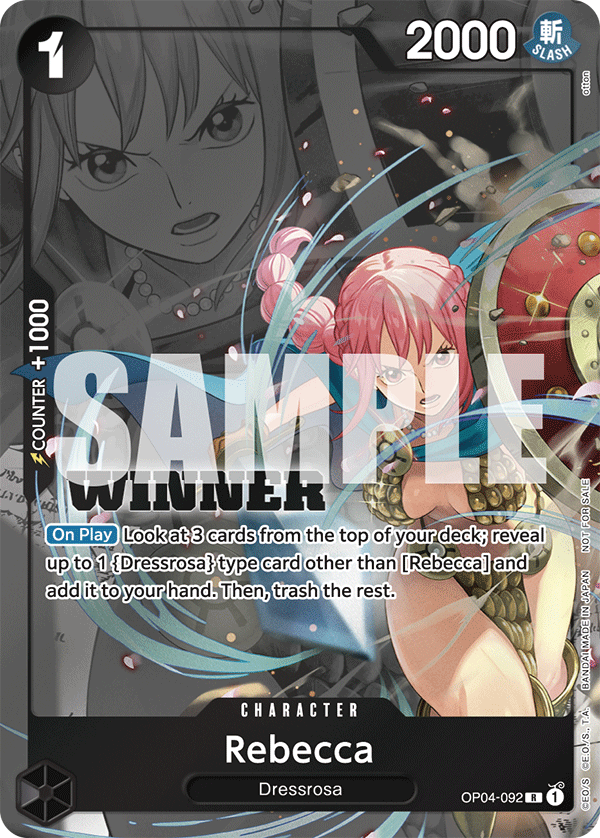 1
2000
斬
SLASH
otton
COUNTER +1000
SAMPLE
WINNER
On Play Look at 3 cards from the top of your deck; reveal
up to 1 {Dressrosa} type card other than [Rebecca] and
add it to your hand. Then, trash the rest.
CHARACTER
Rebecca
Dressrosa
OP04-092 R 1
©E.O/S ©E.O./S., T.A. BANDAI MADE IN JAPAN NOT FOR SALE